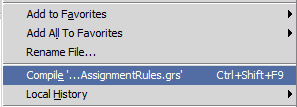 Add to Favorites
Add All To Favorites
Rename File...
Compile '...AssignmentRules.grs' Ctrl+Shift+F9
Local History